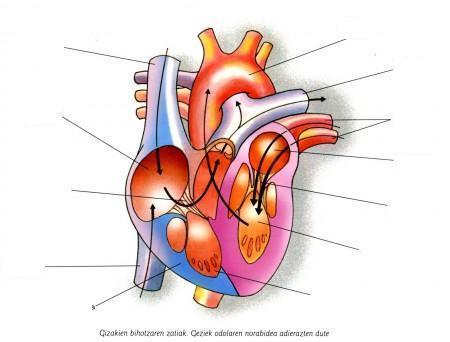 Gizakien bihotzaren zatiak. Geziek odolaren norabidea adierazten dute